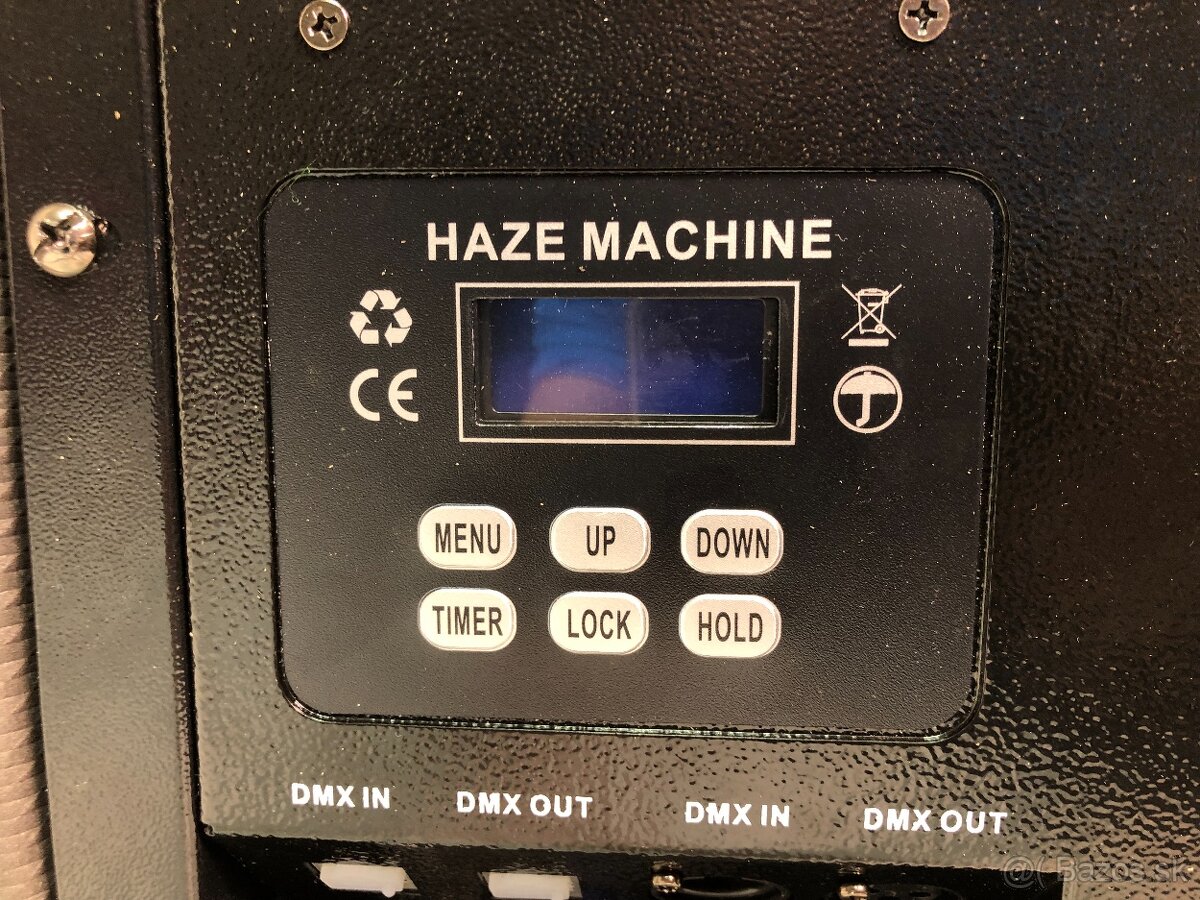 HAZE MACHINE
CE
MENU UP DOWN
TIMER LOCK HOLD
DMX IN DMX OUT DMX IN DMX OUT
Bazos.sk